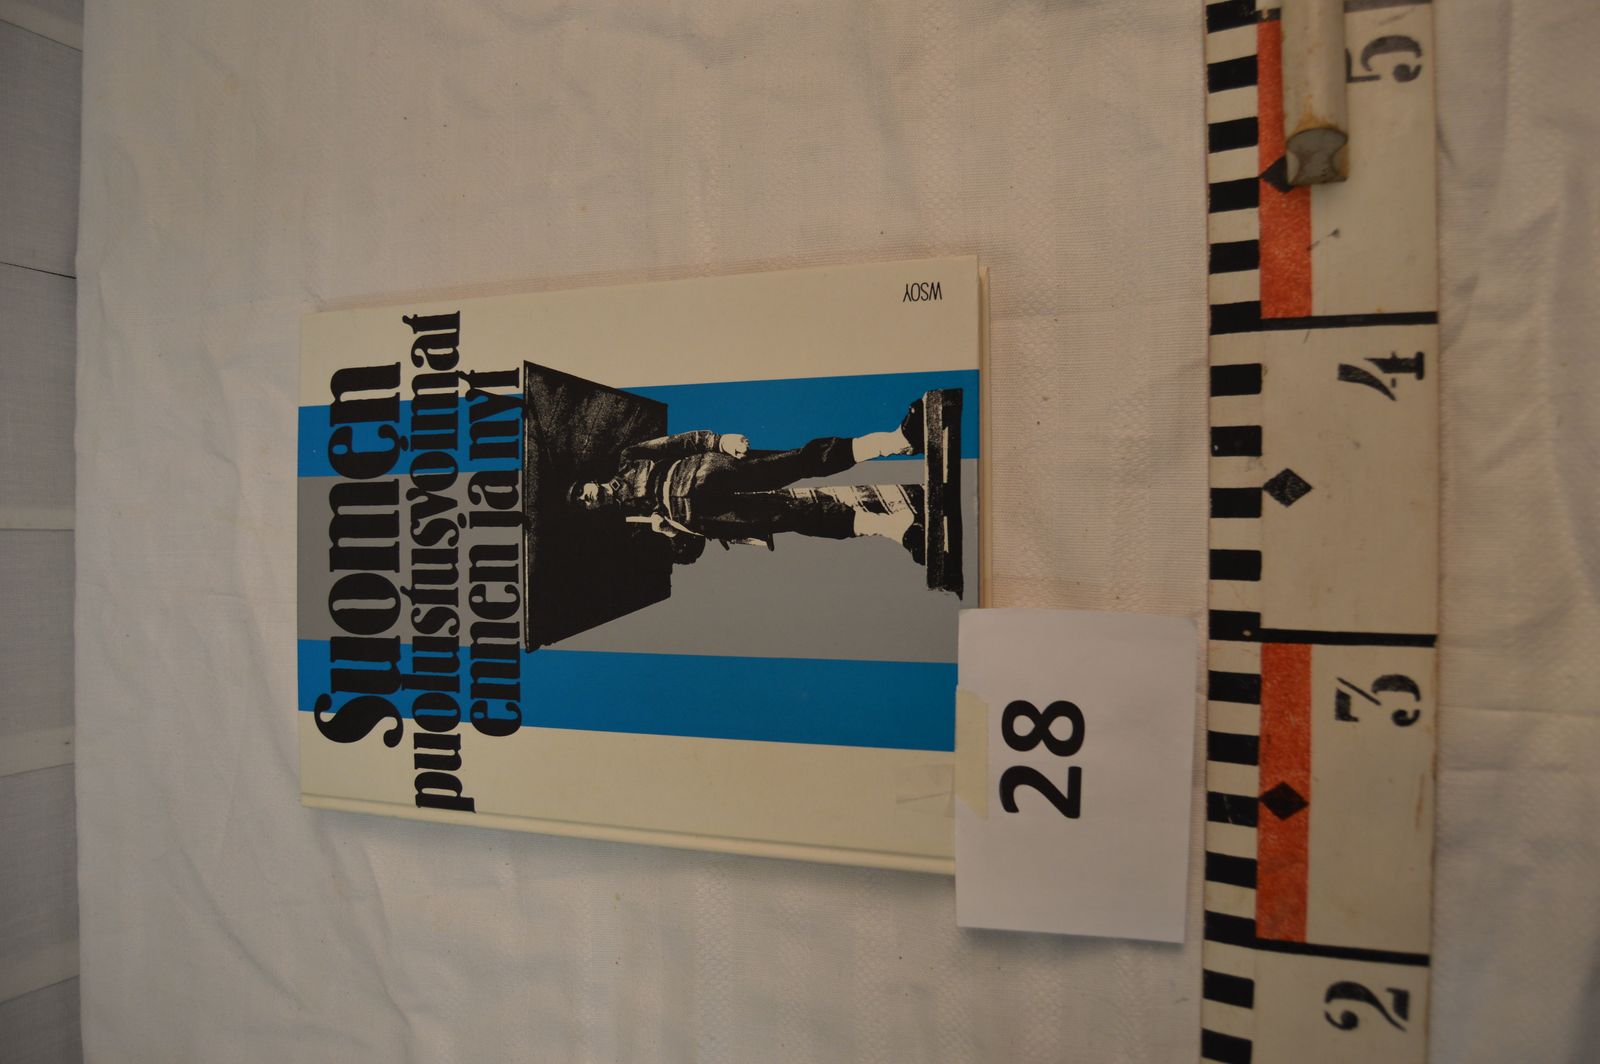 Suomen
puolustusvoimat
ennen ja nyt
WSOY
28
5
4
3
2